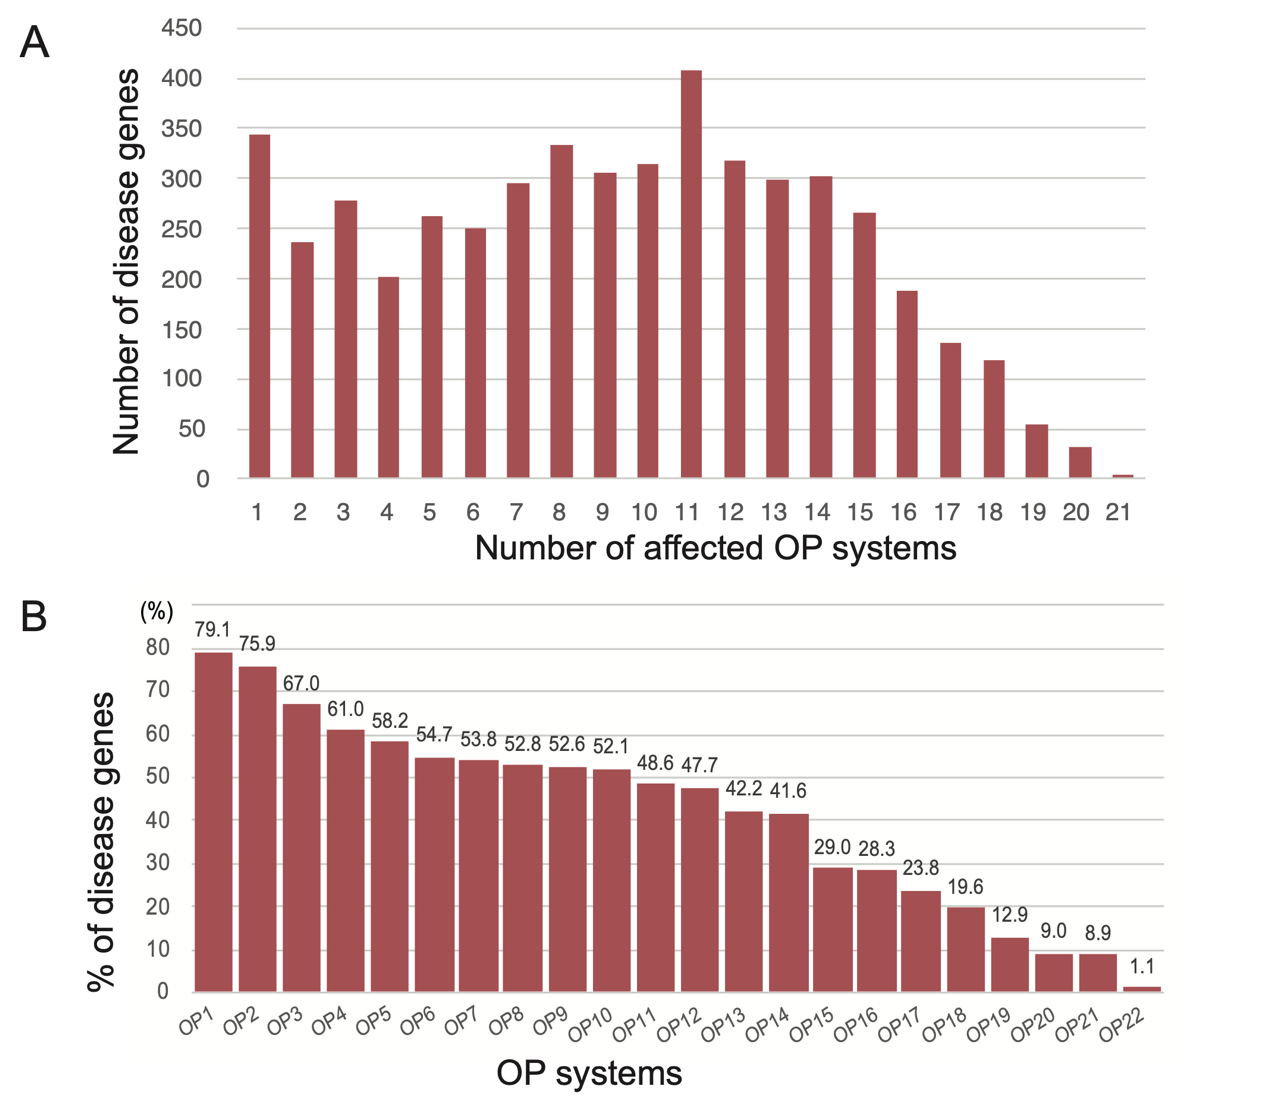 A
Number of disease genes
450
400
350
300
250
200
150
100
50
0
1 2 3 4 5 6 7 8 9 10 11 12 13 14 15 16 17 18 19 20 21
Number of affected OP systems
B
(%)
% of disease genes
80
70
60
50
40
30
20
10
0
79.1 75.9 67.0 61.0 58.2 54.7 53.8 52.8 52.6 52.1 48.6 47.7 42.2 41.6 29.0 28.3 23.8 19.6 12.9 9.0 8.9 1.1
OP1 OP2 OP3 OP4 OP5 OP6 OP7 OP8 OP9 OP10 OP11 OP12 OP13 OP14 OP15 OP16 OP17 OP18 OP19 OP20 OP21 OP22
OP systems